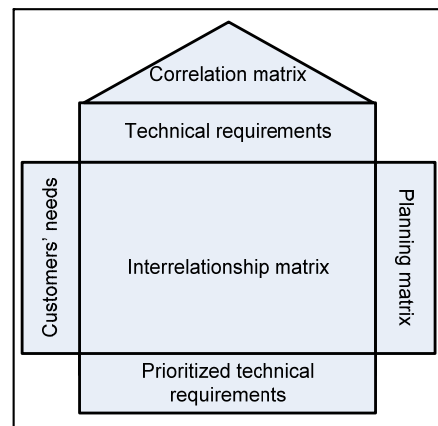 Correlation matrix
Technical requirements
Customers' needs
Interrelationship matrix
Planning matrix
Prioritized technical
requirements